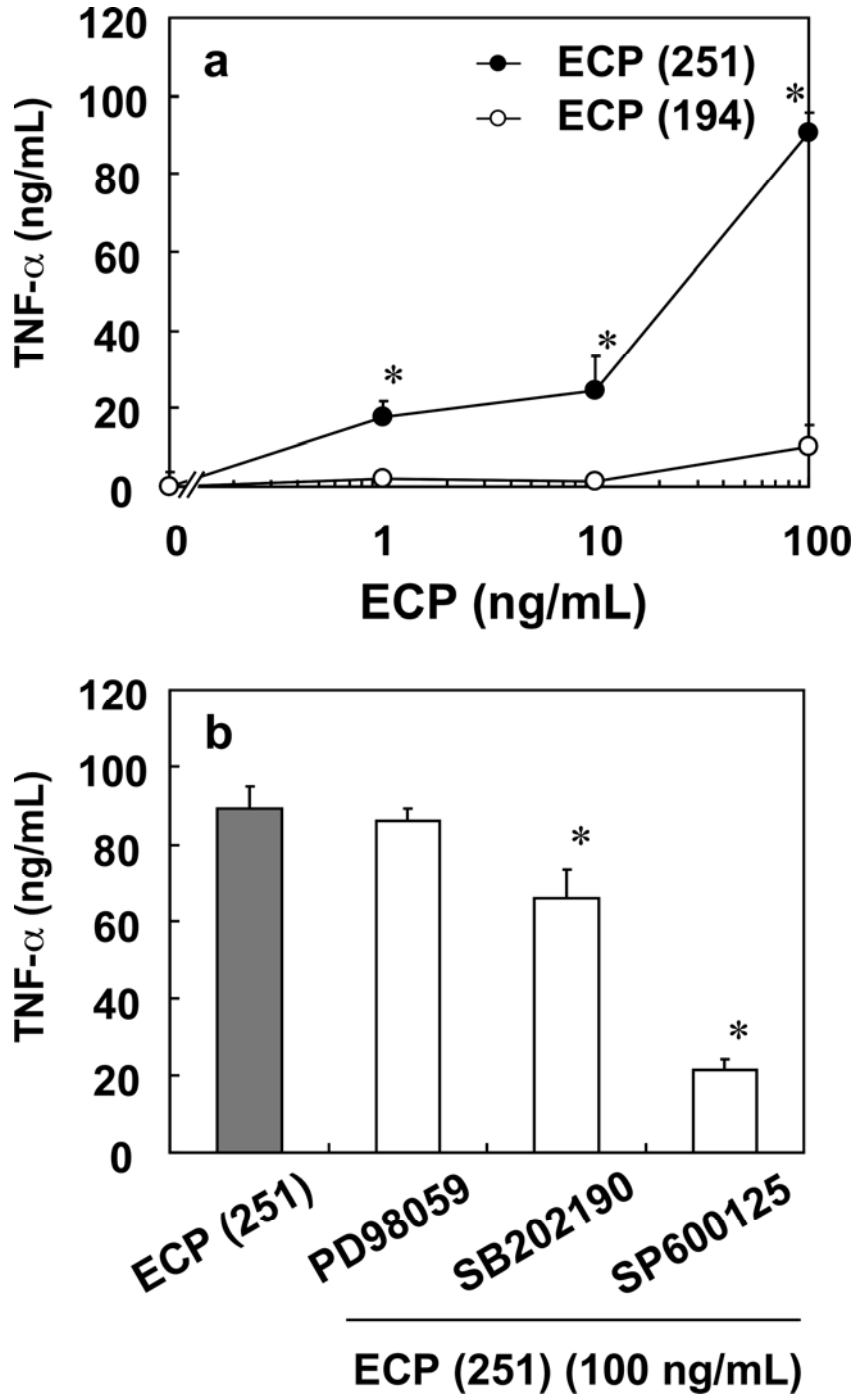 120
100
80
60
40
20
0
TNF-α (ng/mL)
a
ECP (251)
ECP (194)
*
*
*
0 1 10 100
ECP (ng/mL)
120
100
80
60
40
20
0
TNF-α (ng/mL)
b
*
*
ECP (251)
PD98059
SB202190
SP600125
ECP (251) (100 ng/mL)